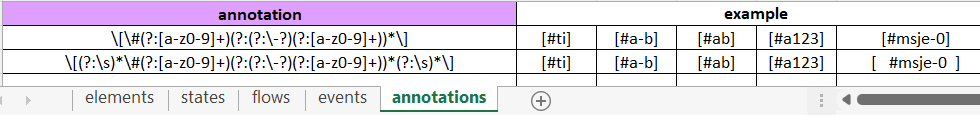 annotation example
\[\#(?:[a-z0-9]+)(?:(?:\-?)(?:[a-z0-9]+))*\] [#ti] [#a-b] [#ab] [#a123] [#msje-0]
\[(?:\s)*\#(?:[a-z0-9]+)(?:(?:\-?)(?:[a-z0-9]+))*(?:\s)*\] [#ti] [#a-b] [#ab] [#a123] [   #msje-0  ]
elements states flows events annotations